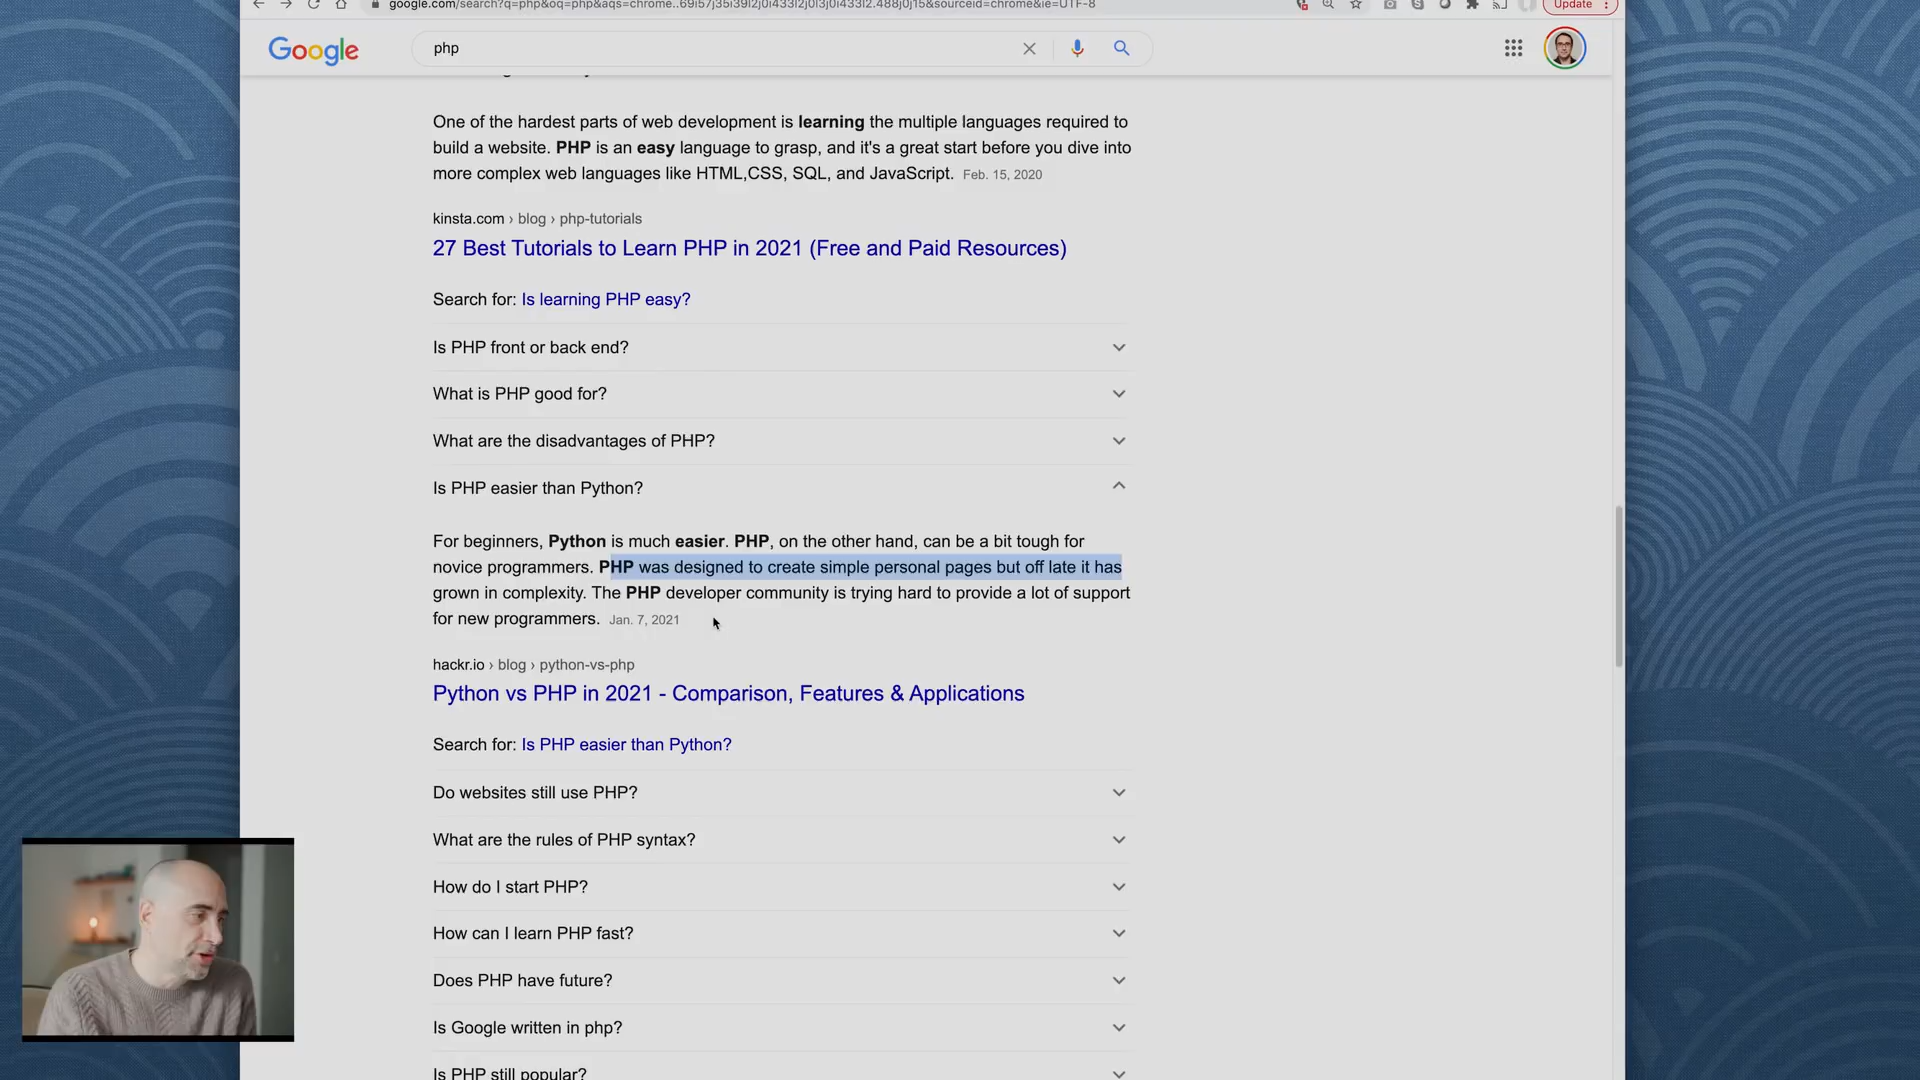 google.com/search?q=php&oq=php&aqs=chrome..69i57j35i39l2j0i433l2j0l3j0i433l2.488j0j15&sourceid=chrome&ie=UTF-8
Update
Google
php
One of the hardest parts of web development is learning the multiple languages required to
build a website. PHP is an easy language to grasp, and it's a great start before you dive into
more complex web languages like HTML,CSS, SQL, and JavaScript. Feb. 15, 2020
kinsta.com › blog › php-tutorials
27 Best Tutorials to Learn PHP in 2021 (Free and Paid Resources)
Search for: Is learning PHP easy?
Is PHP front or back end?
What is PHP good for?
What are the disadvantages of PHP?
Is PHP easier than Python?
For beginners, Python is much easier. PHP, on the other hand, can be a bit tough for
novice programmers. PHP was designed to create simple personal pages but off late it has
grown in complexity. The PHP developer community is trying hard to provide a lot of support
for new programmers. Jan. 7, 2021
hackr.io › blog › python-vs-php
Python vs PHP in 2021 - Comparison, Features & Applications
Search for: Is PHP easier than Python?
Do websites still use PHP?
What are the rules of PHP syntax?
How do I start PHP?
How can I learn PHP fast?
Does PHP have future?
Is Google written in php?
Is PHP still popular?